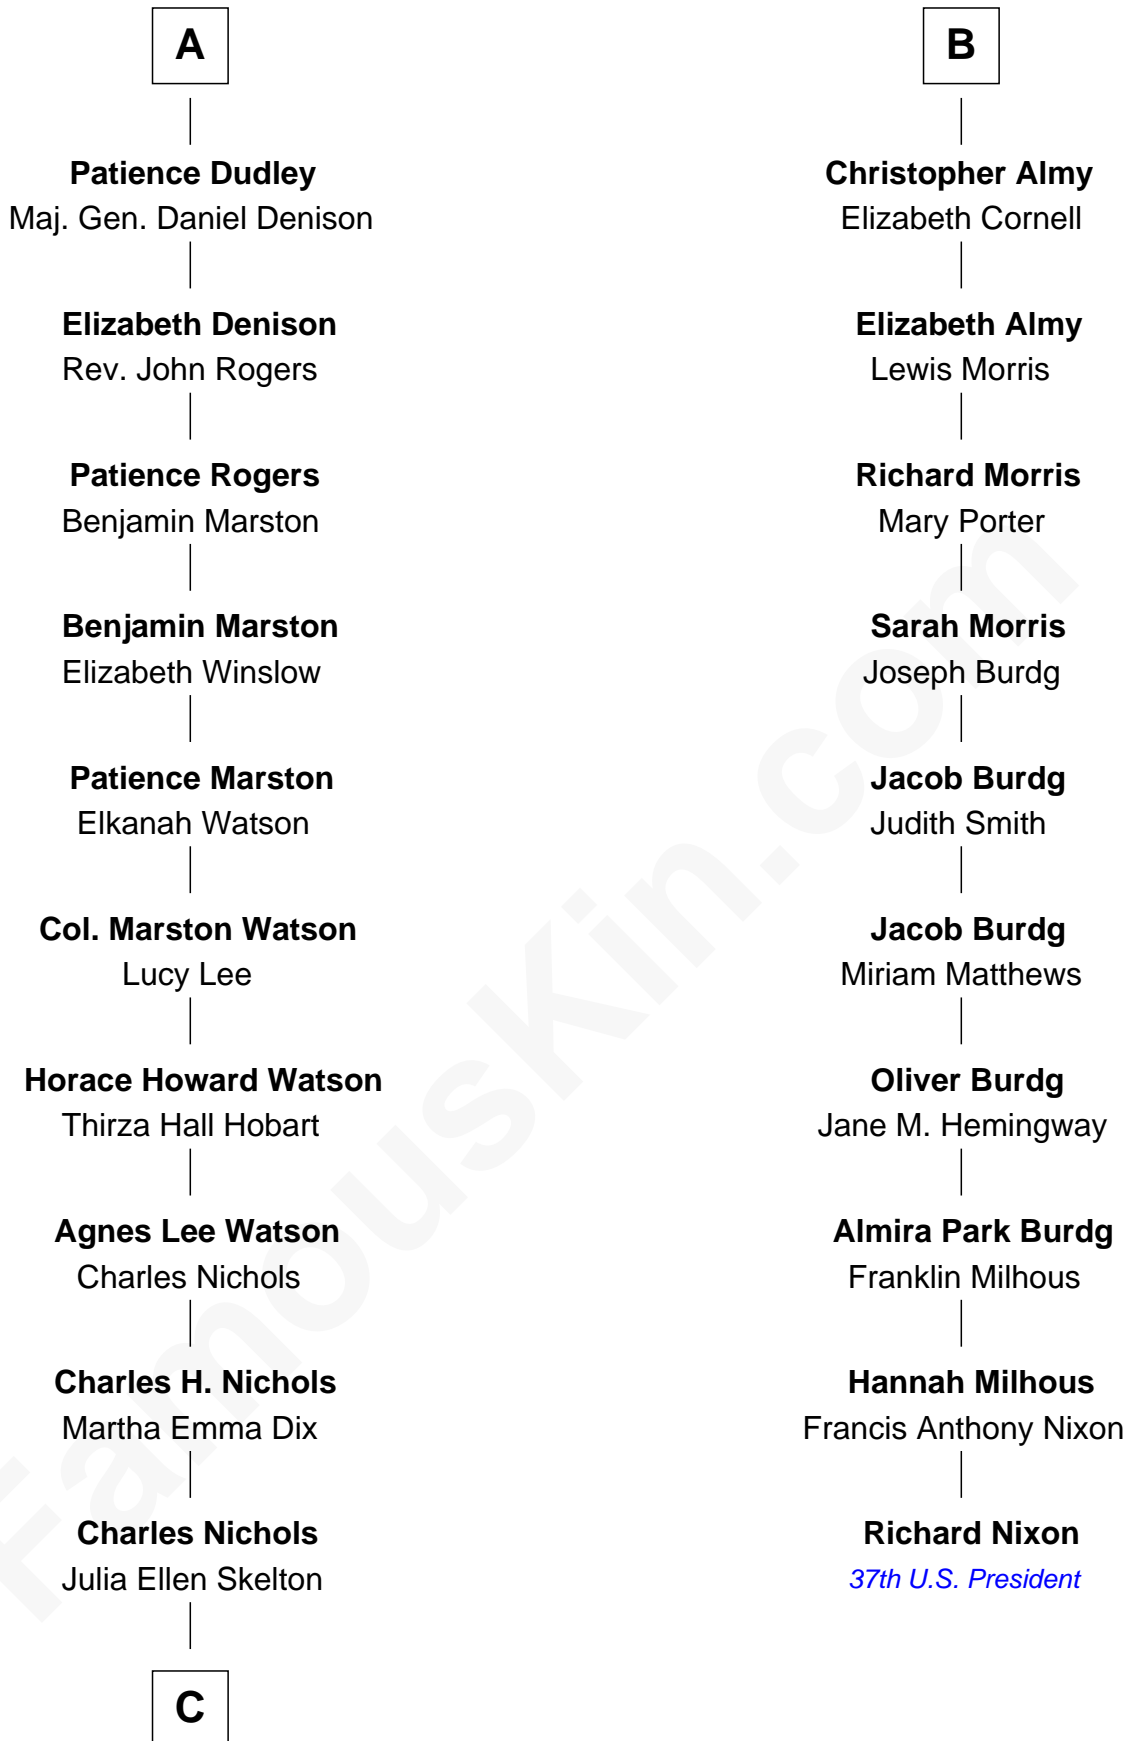 A
Patience Dudley
Maj. Gen. Daniel Denison
Elizabeth Denison
Rev. John Rogers
Patience Rogers
Benjamin Marston
Benjamin Marston
Elizabeth Winslow
Patience Marston
Elkanah Watson
Col. Marston Watson
Lucy Lee
Horace Howard Watson
Thirza Hall Hobart
Agnes Lee Watson
Charles Nichols
Charles H. Nichols
Martha Emma Dix
Charles Nichols
Julia Ellen Skelton
C
B
Christopher Almy
Elizabeth Cornell
Elizabeth Almy
Lewis Morris
Richard Morris
Mary Porter
Sarah Morris
Joseph Burdg
Jacob Burdg
Judith Smith
Jacob Burdg
Miriam Matthews
Oliver Burdg
Jane M. Hemingway
Almira Park Burdg
Franklin Milhous
Hannah Milhous
Francis Anthony Nixon
Richard Nixon
37th U.S. President
FamousKin.com